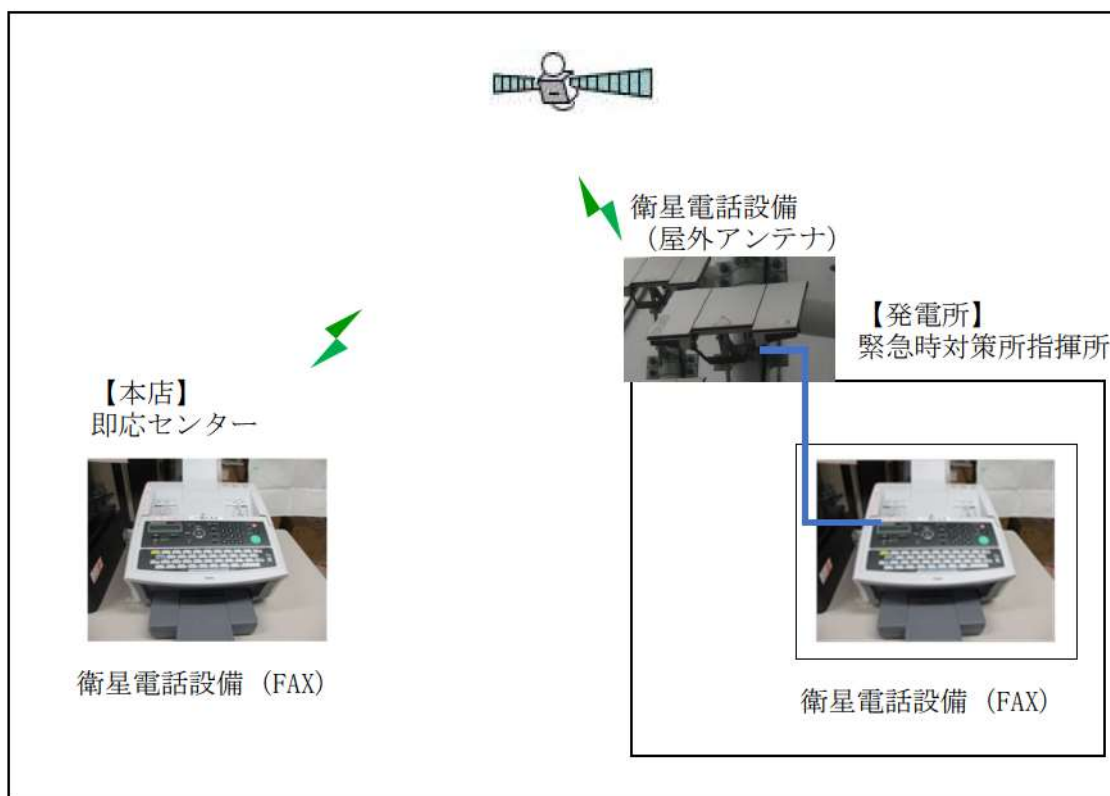 衛星電話設備
（屋外アンテナ）
【発電所】
緊急時対策所指揮所
【本店】
即応センター
衛星電話設備 (FAX)
衛星電話設備 (FAX)